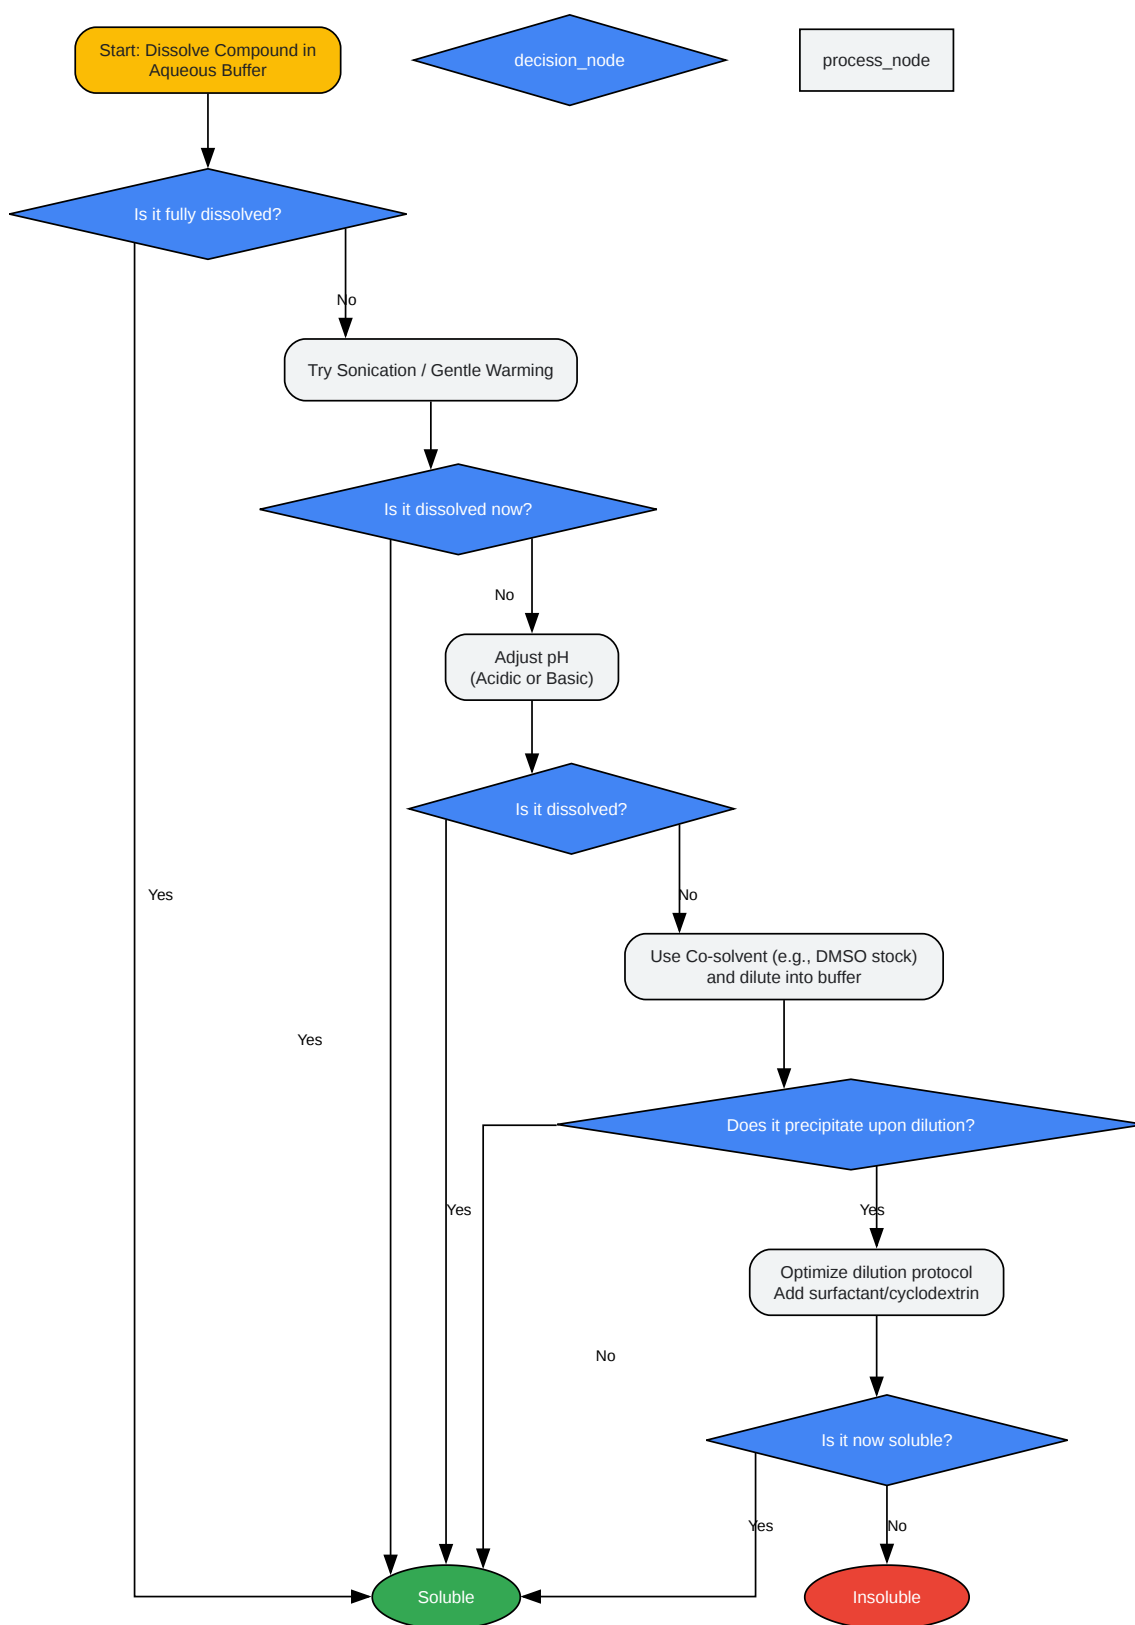 Start: Dissolve Compound in
Aqueous Buffer
decision_node
process_node
Is it fully dissolved?
No
Try Sonication / Gentle Warming
Is it dissolved now?
No
Adjust pH
(Acidic or Basic)
Is it dissolved?
Yes
No
Use Co-solvent (e.g., DMSO stock)
and dilute into buffer
Yes
Does it precipitate upon dilution?
Yes
Yes
Optimize dilution protocol
Add surfactant/cyclodextrin
No
Is it now soluble?
Yes
No
Soluble
Insoluble